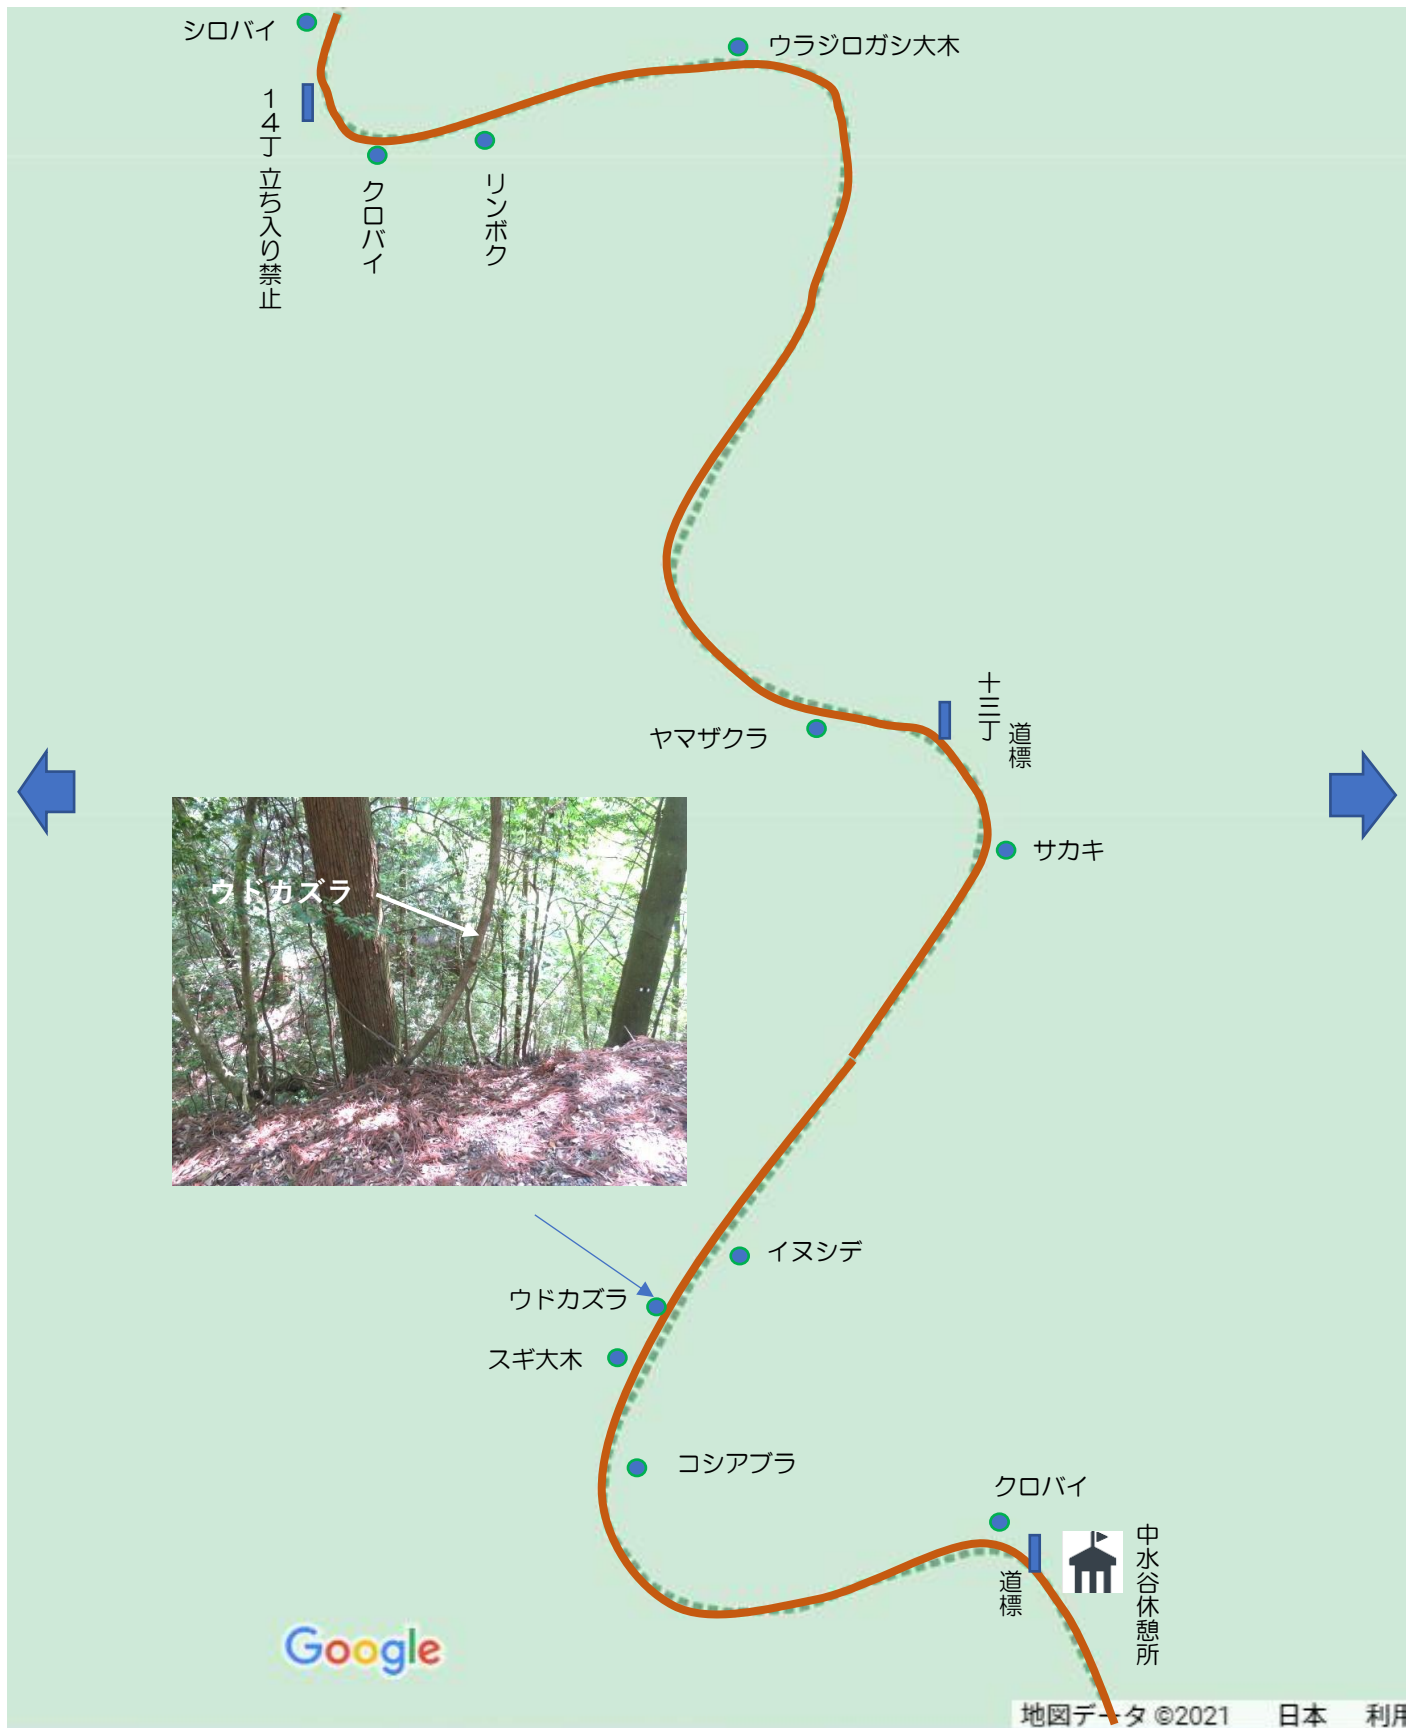 シロバイ
ウラジロガシ大木
14丁 立ち入り禁止
クロバイ
リンボク
十三丁
道標
ヤマザクラ
サカキ
ウドカズラ
イヌシデ
ウドカズラ
スギ大木
コシアブラ
クロバイ
道標
中水谷休憩所
Google
地図データ ©2021 日本 利用